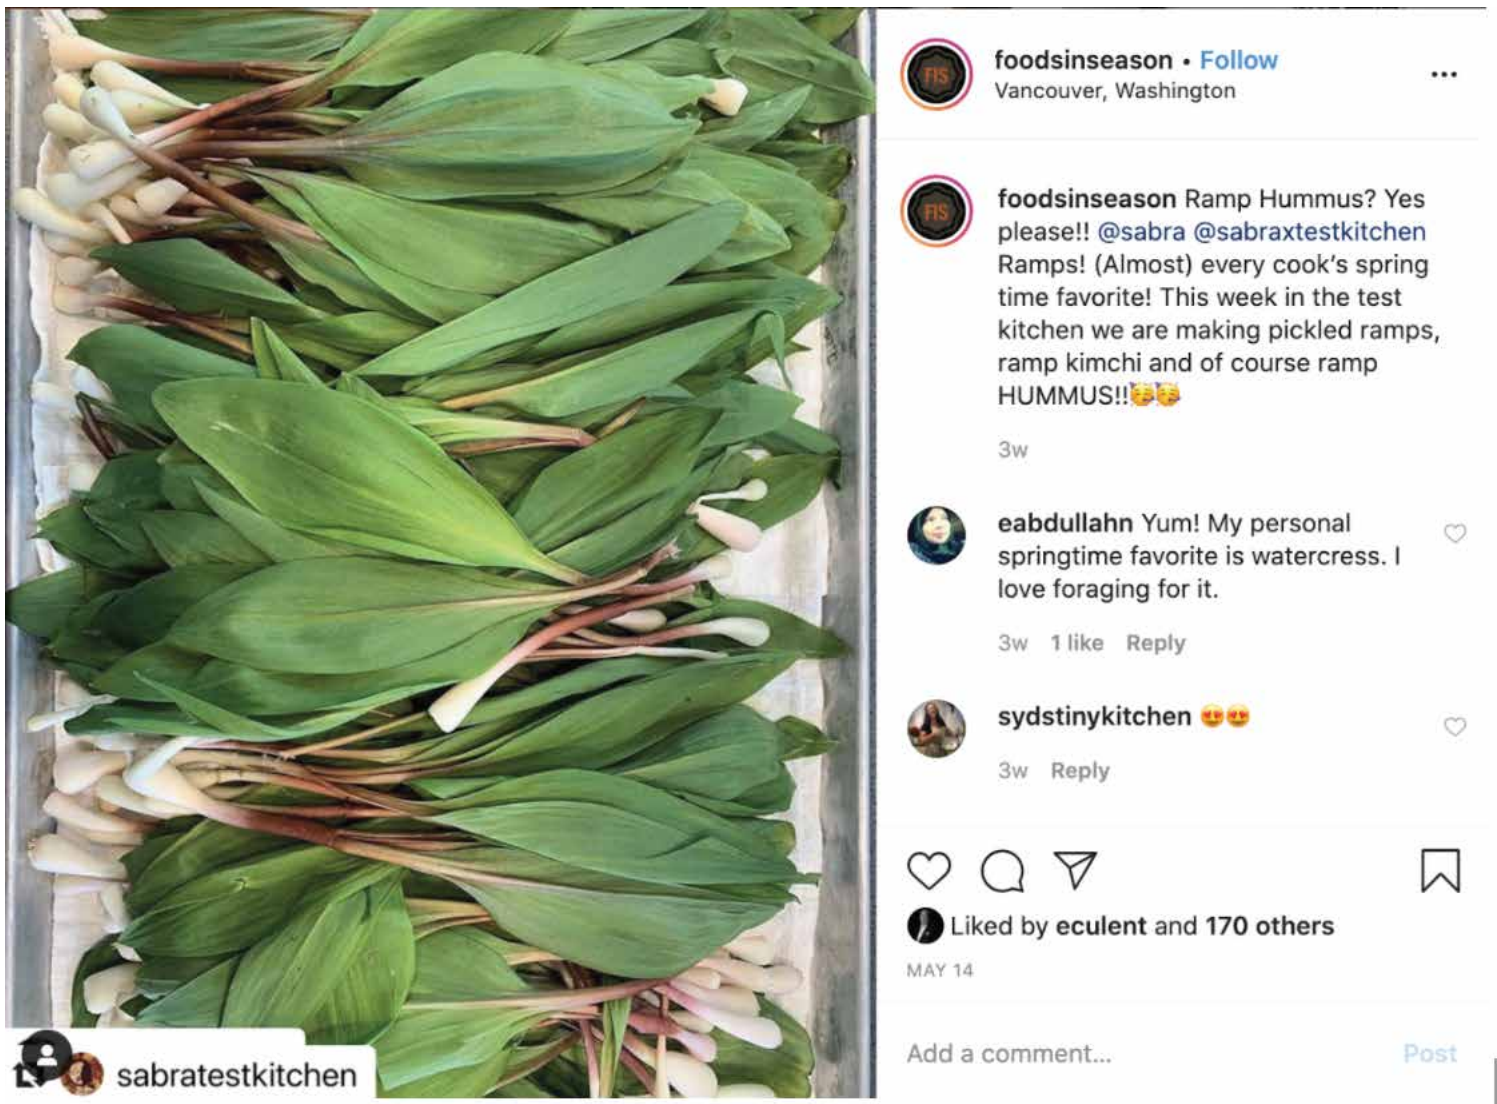 foodsinseason • Follow
Vancouver, Washington
FIS
FIS
foodsinseason Ramp Hummus? Yes
please!! @sabra @sabraxtestkitchen
Ramps! (Almost) every cook's spring
time favorite! This week in the test
kitchen we are making pickled ramps,
ramp kimchi and of course ramp
HUMMUS!!🥳🥳
3w
eabdullahn Yum! My personal
springtime favorite is watercress. I
love foraging for it.
3w 1 like Reply
sydstinykitchen 😍😍
3w Reply
Liked by eculent and 170 others
MAY 14
Add a comment... Post
sabratestkitchen